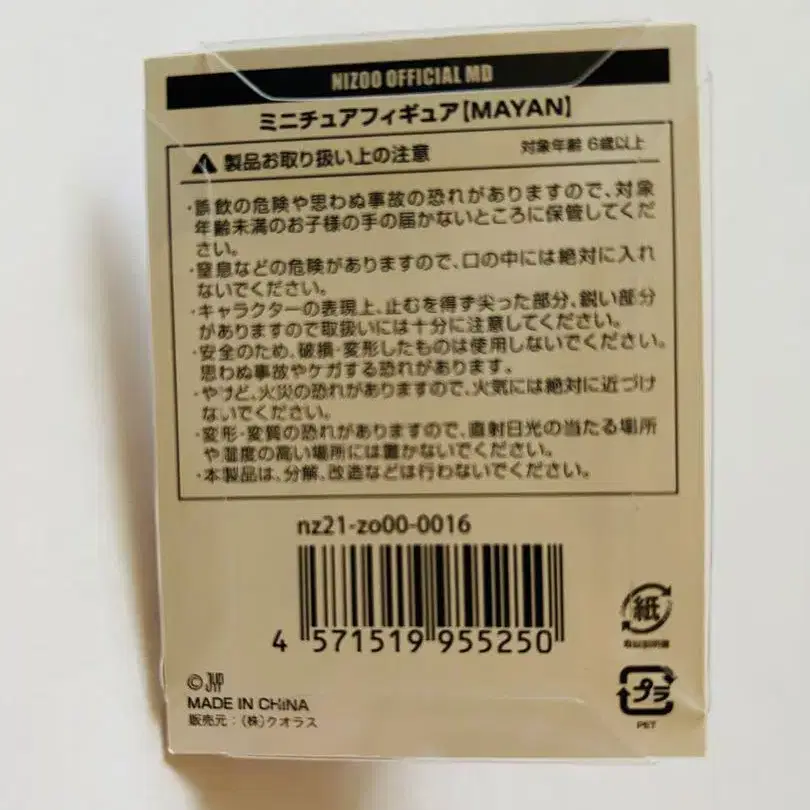 NIZOO OFFICIAL MD
ミニチュアフィギュア【MAYAN】
製品お取り扱い上の注意 対象年齢 6歳以上
・誤飲の危険や思わぬ事故の恐れがありますので、対象
年齢未満のお子様の手の届かないところに保管してくだ
さい。
・窒息などの危険がありますので、口の中には絶対に入れ
ないでください。
・キャラクターの表現上、止むを得ず尖った部分、鋭い部分
がありますので取扱いには十分に注意してください。
・安全のため、破損・変形したものは使用しないでください。
思わぬ事故やケガする恐れがあります。
・やけど、火災の恐れがありますので、火気には絶対に近づけ
ないでください。
・変形・変質の恐れがありますので、直射日光の当たる場所
や湿度の高い場所には置かないでください。
・本製品は、分解、改造などは行わないでください。
nz21-zo00-0016
4 571519 955250
紙
© JYP
MADE IN CHINA
販売元：（株）クオラス
プラ
PET